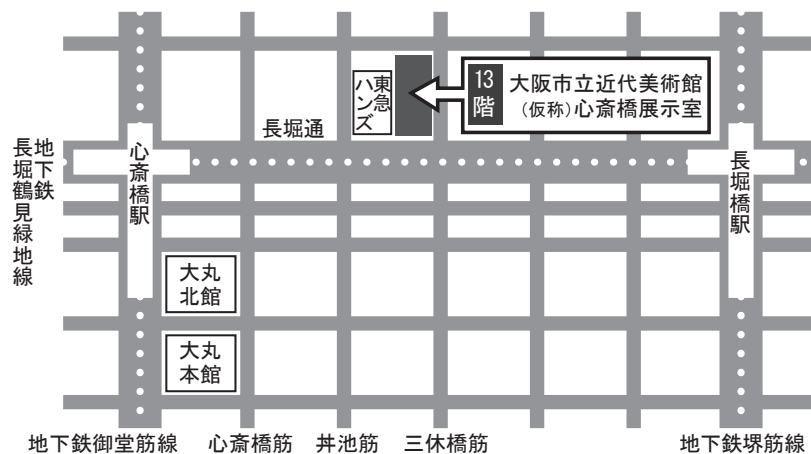 13
階
大阪市立近代美術館
（仮称）心斎橋展示室
東急
ハンズ
長堀通
地下鉄
長堀鶴見緑地線
心斎橋駅
長堀橋駅
大丸
北館
大丸
本館
地下鉄御堂筋線
心斎橋筋
丼池筋
三休橋筋
地下鉄堺筋線